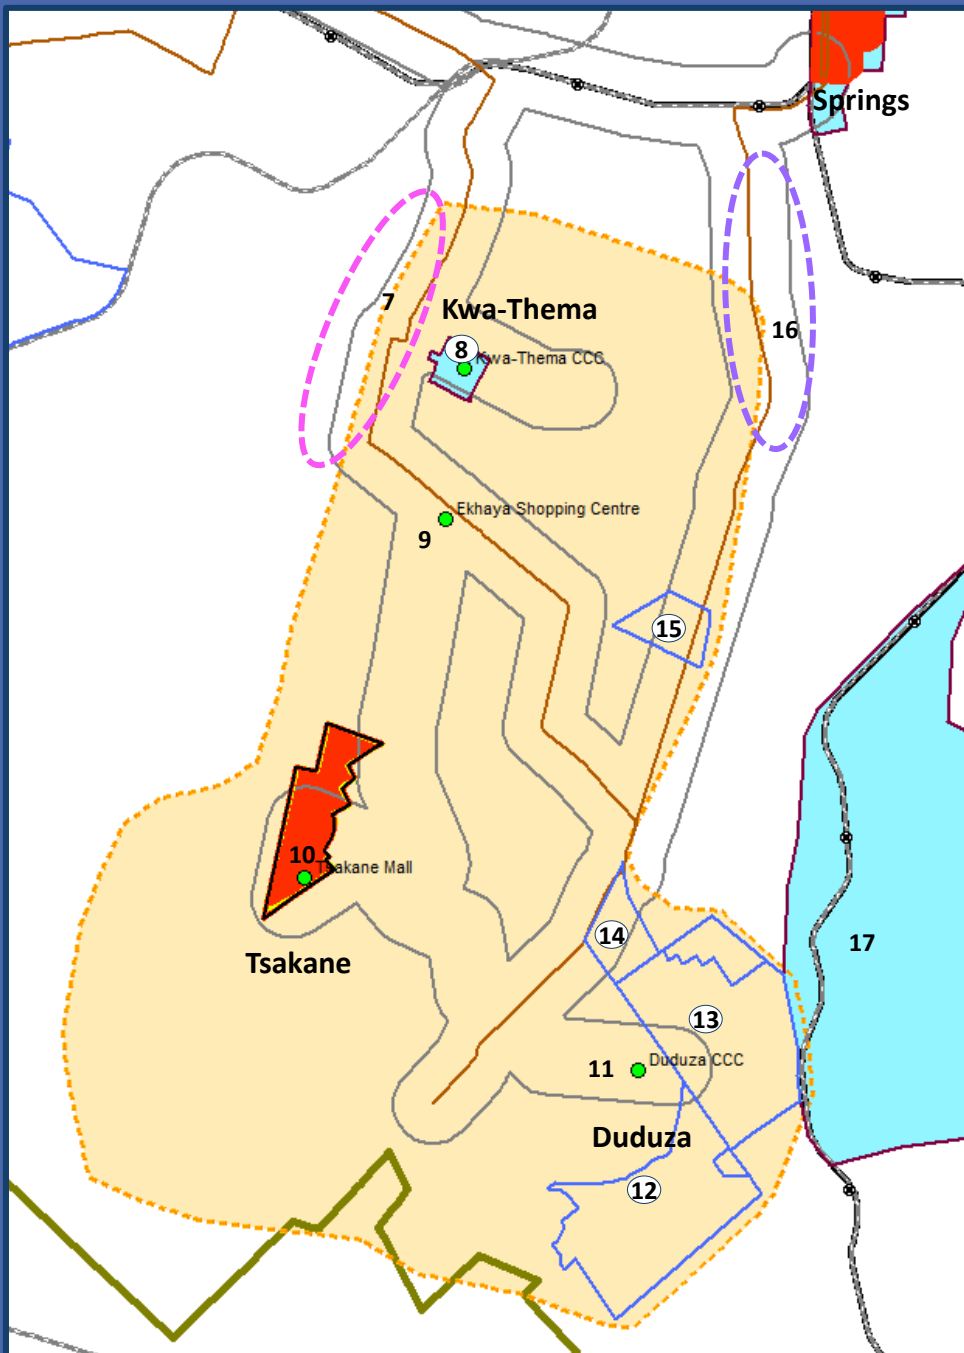 Springs
7
Kwa-Thema
16
8
Kwa-Thema CCC
Ekhaya Shopping Centre
9
15
10
Tsakane Mall
14
17
Tsakane
13
11
Duduza CCC
Duduza
12